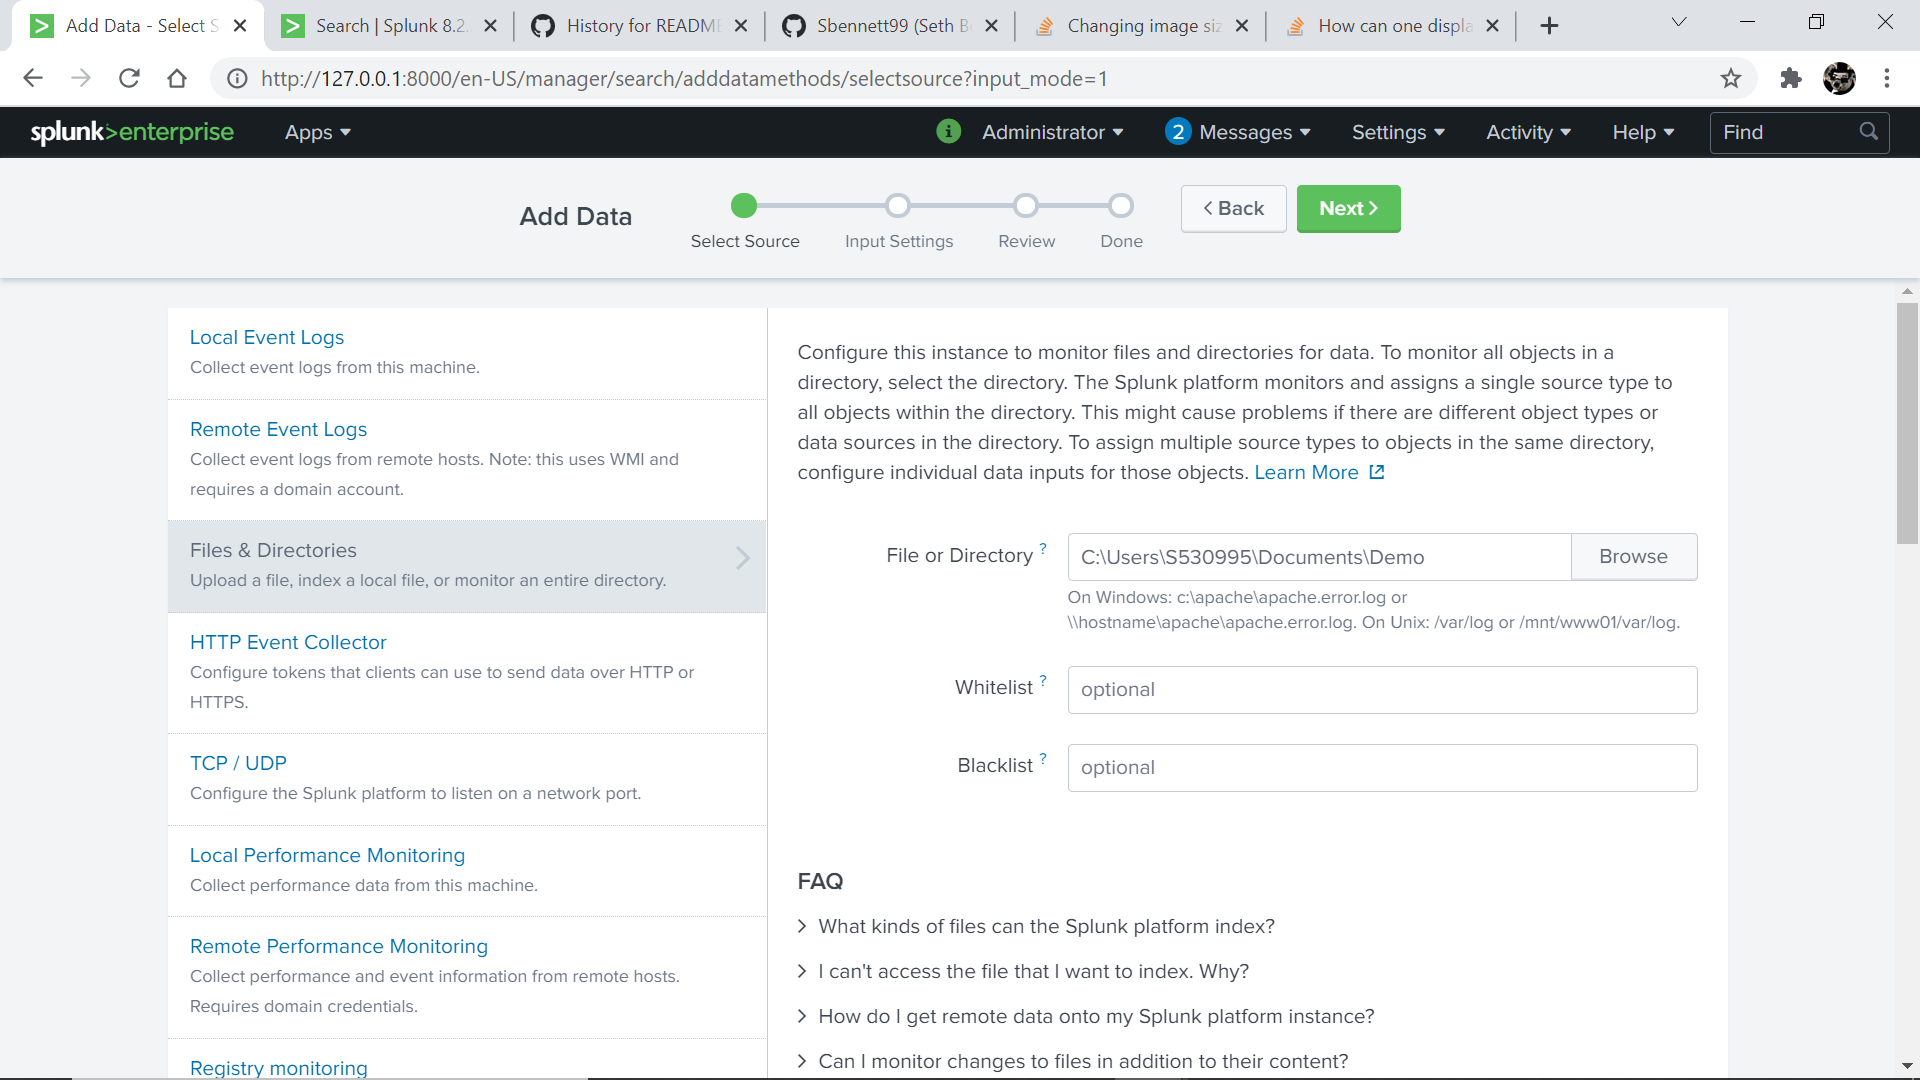 Add Data - Select S
Search | Splunk 8.2.
History for README
Sbennett99 (Seth Be
Changing image siz
How can one displa
http://127.0.0.1:8000/en-US/manager/search/adddatamethods/selectsource?input_mode=1
splunk>enterprise
Apps
i
Administrator
2 Messages
Settings
Activity
Help
Find
Add Data
Select Source
Input Settings
Review
Done
Back
Next
Local Event Logs
Collect event logs from this machine.
Remote Event Logs
Collect event logs from remote hosts. Note: this uses WMI and
requires a domain account.
Files & Directories
Upload a file, index a local file, or monitor an entire directory.
HTTP Event Collector
Configure tokens that clients can use to send data over HTTP or
HTTPS.
TCP / UDP
Configure the Splunk platform to listen on a network port.
Local Performance Monitoring
Collect performance data from this machine.
Remote Performance Monitoring
Collect performance and event information from remote hosts.
Requires domain credentials.
Registry monitoring
Configure this instance to monitor files and directories for data. To monitor all objects in a
directory, select the directory. The Splunk platform monitors and assigns a single source type to
all objects within the directory. This might cause problems if there are different object types or
data sources in the directory. To assign multiple source types to objects in the same directory,
configure individual data inputs for those objects. Learn More
File or Directory ?
C:\Users\S530995\Documents\Demo
Browse
On Windows: c:\apache\apache.error.log or
\\hostname\apache\apache.error.log. On Unix: /var/log or /mnt/www01/var/log.
Whitelist ?
optional
Blacklist ?
optional
FAQ
What kinds of files can the Splunk platform index?
I can't access the file that I want to index. Why?
How do I get remote data onto my Splunk platform instance?
Can I monitor changes to files in addition to their content?